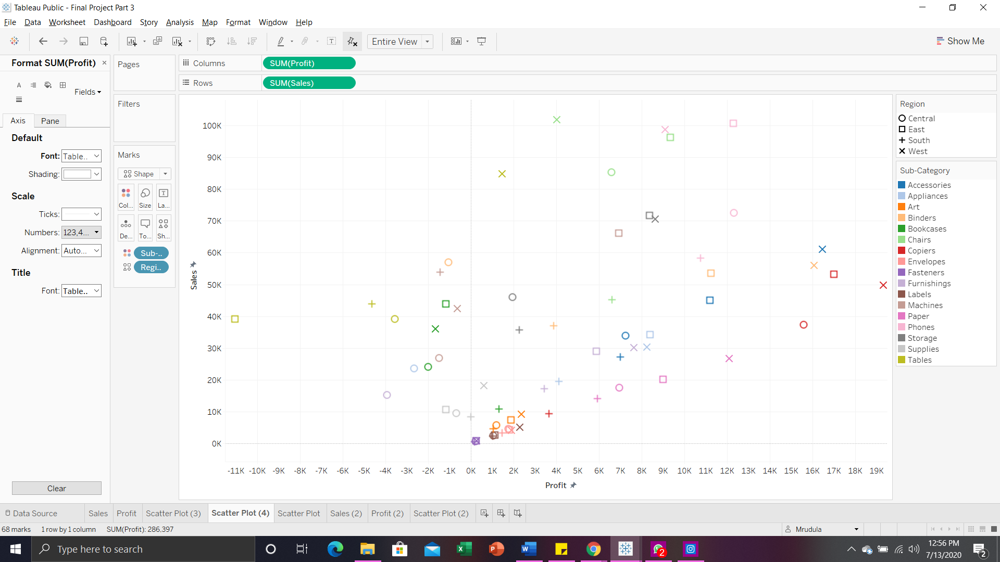 Tableau Public - Final Project Part 3
File Data Worksheet Dashboard Story Analysis Map Format Window Help
Entire View
Show Me
Format SUM(Profit)
Fields
Axis Pane
Default
Font: Table..
Shading:
Scale
Ticks:
Numbers: 123,4...
Alignment: Auto...
Title
Font: Table..
Clear
Pages
Filters
Marks
Shape
Col... Size La...
De... To... Sh...
Sub-..
Regi..
Columns SUM(Profit)
Rows SUM(Sales)
100K
90K
80K
70K
60K
50K
40K
30K
20K
10K
0K
Sales
-11K -10K -9K -8K -7K -6K -5K -4K -3K -2K -1K 0K 1K 2K 3K 4K 5K 6K 7K 8K 9K 10K 11K 12K 13K 14K 15K 16K 17K 18K 19K
Profit
Region
Central
East
South
West
Sub-Category
Accessories
Appliances
Art
Binders
Bookcases
Chairs
Copiers
Envelopes
Fasteners
Furnishings
Labels
Machines
Paper
Phones
Storage
Supplies
Tables
Data Source Sales Profit Scatter Plot (3) Scatter Plot (4) Scatter Plot Sales (2) Profit (2) Scatter Plot (2)
68 marks 1 row by 1 column SUM(Profit): 286,397
Mrudula
Type here to search
2
12:56 PM
7/13/2020
2